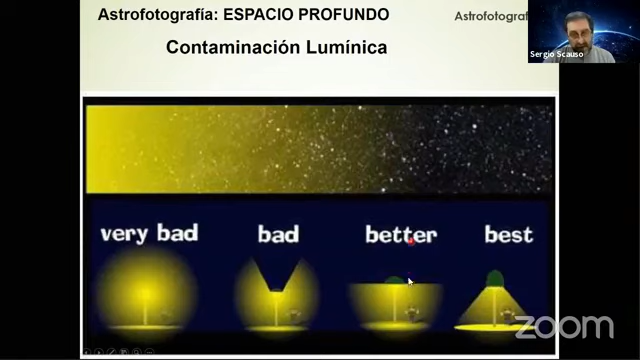 Astrofotografía: ESPACIO PROFUNDO
Astrofotograf
Contaminación Lumínica
Sergio Scauso
very bad
bad
better
best
zoom